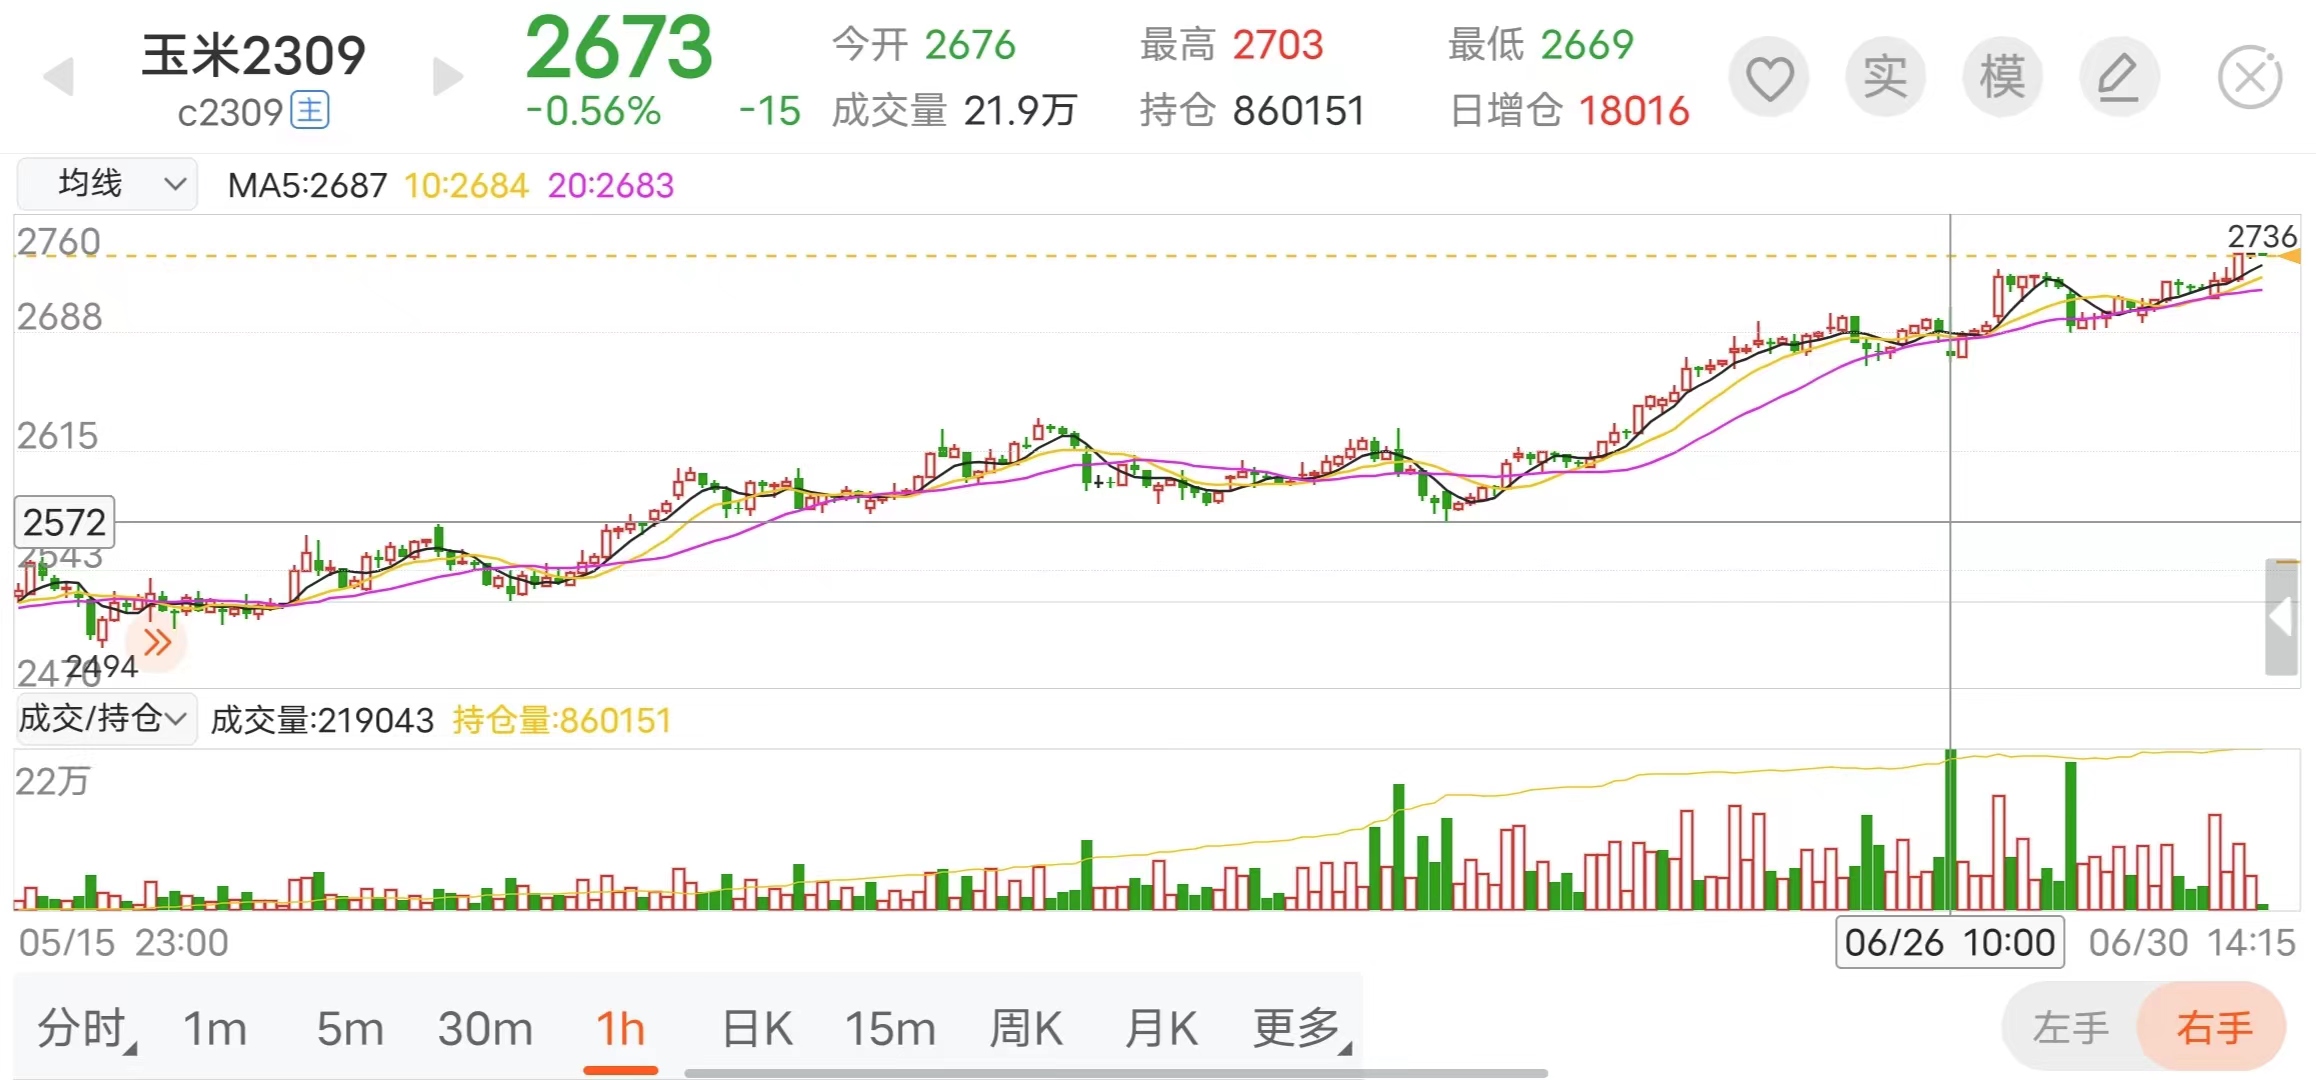 玉米2309
c2309 主
2673
-0.56% -15
今开 2676 最高 2703 最低 2669
成交量 21.9万 持仓 860151 日增仓 18016
实 模
均线 MA5:2687 10:2684 20:2683
2760
2736
2688
2615
2572
2543
2470
2494
成交/持仓 成交量:219043 持仓量:860151
22万
05/15 23:00 06/26 10:00 06/30 14:15
分时 1m 5m 30m 1h 日K 15m 周K 月K 更多 左手 右手